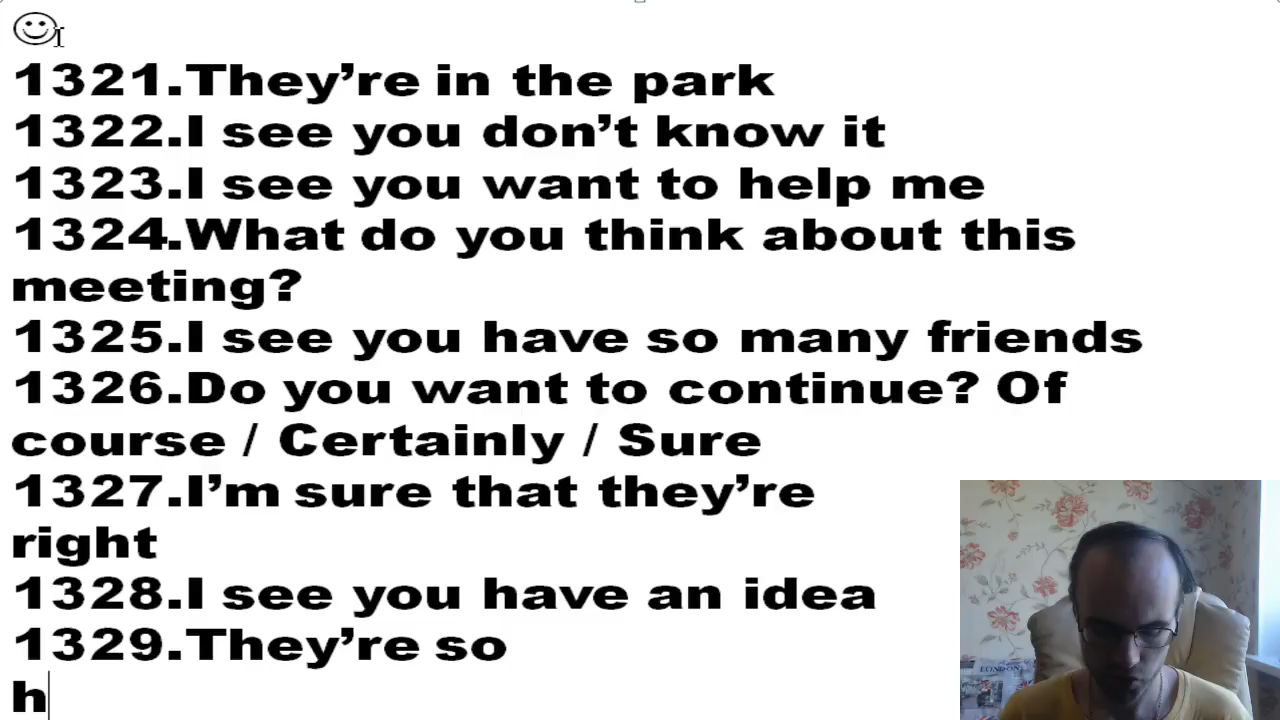 1321.They’re in the park
1322.I see you don’t know it
1323.I see you want to help me
1324.What do you think about this
meeting?
1325.I see you have so many friends
1326.Do you want to continue? Of
course / Certainly / Sure
1327.I’m sure that they’re
right
1328.I see you have an idea
1329.They’re so
h
LONDON